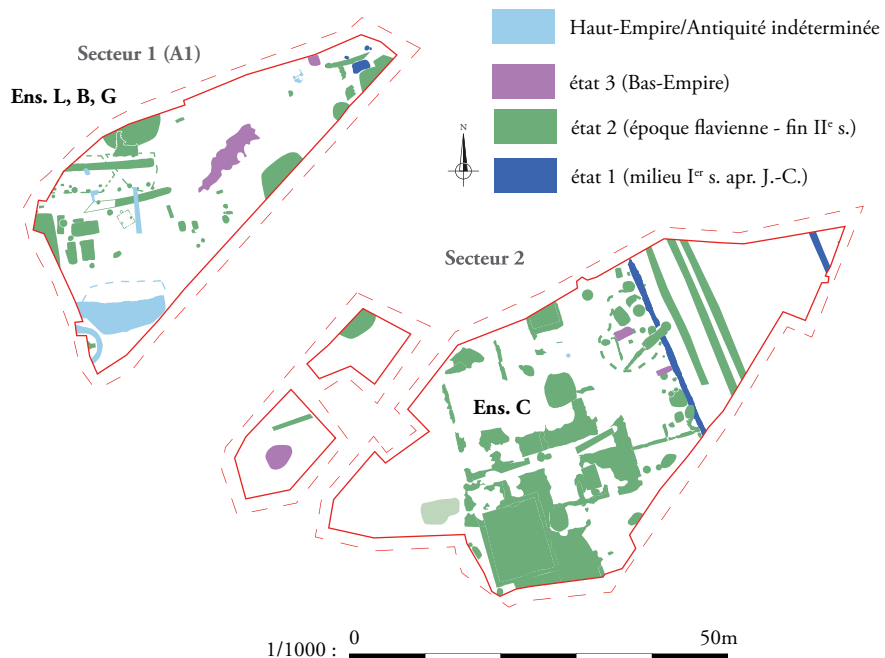 Secteur 1 (A1)
Ens. L, B, G
Haut-Empire/Antiquité indéterminée
état 3 (Bas-Empire)
état 2 (époque flavienne - fin IIe s.)
état 1 (milieu Ier s. apr. J.-C.)
N
Secteur 2
Ens. C
1/1000 : 0 50m